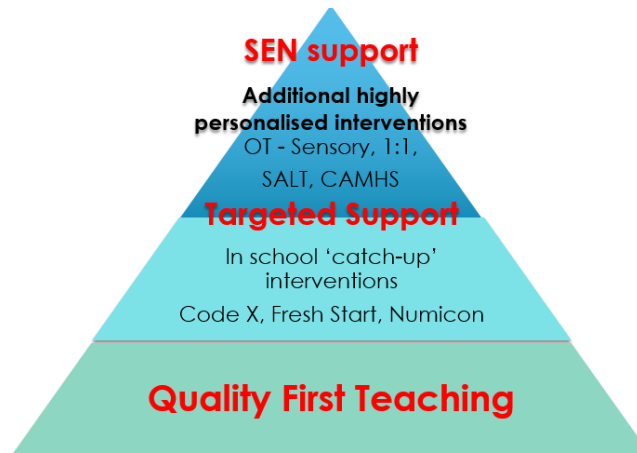 SEN support
Additional highly
personalised interventions
OT - Sensory, 1:1,
SALT, CAMHS
Targeted Support
In school ‘catch-up’
interventions
Code X, Fresh Start, Numicon
Quality First Teaching